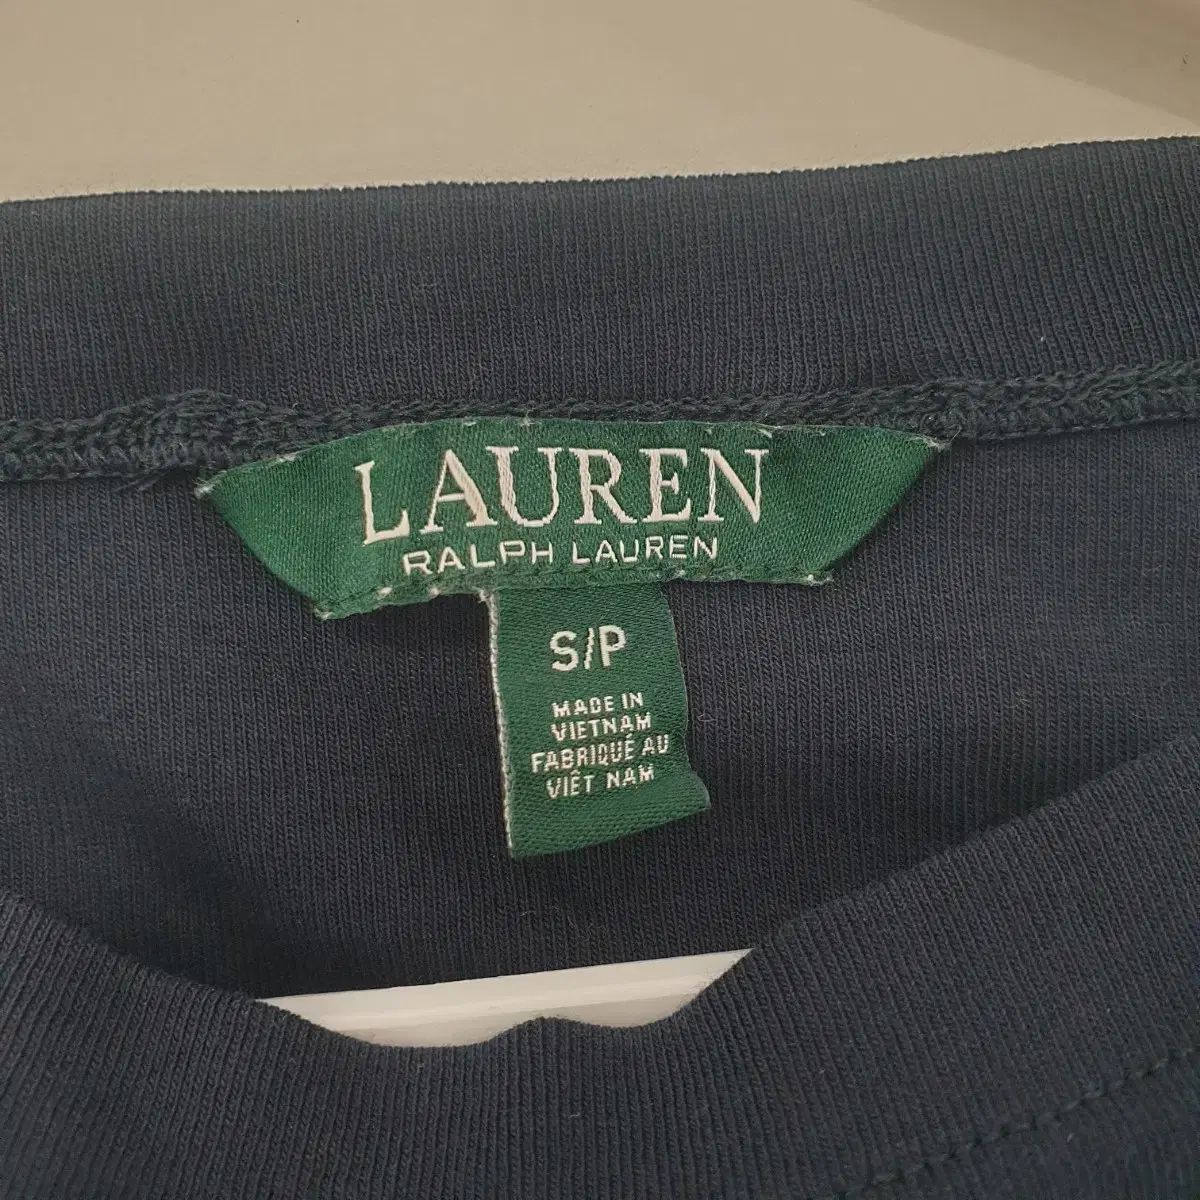 LAUREN
RALPH LAUREN
S/P
MADE IN
VIETNAM
FABRIQUÉ AU
VIÊT NAM